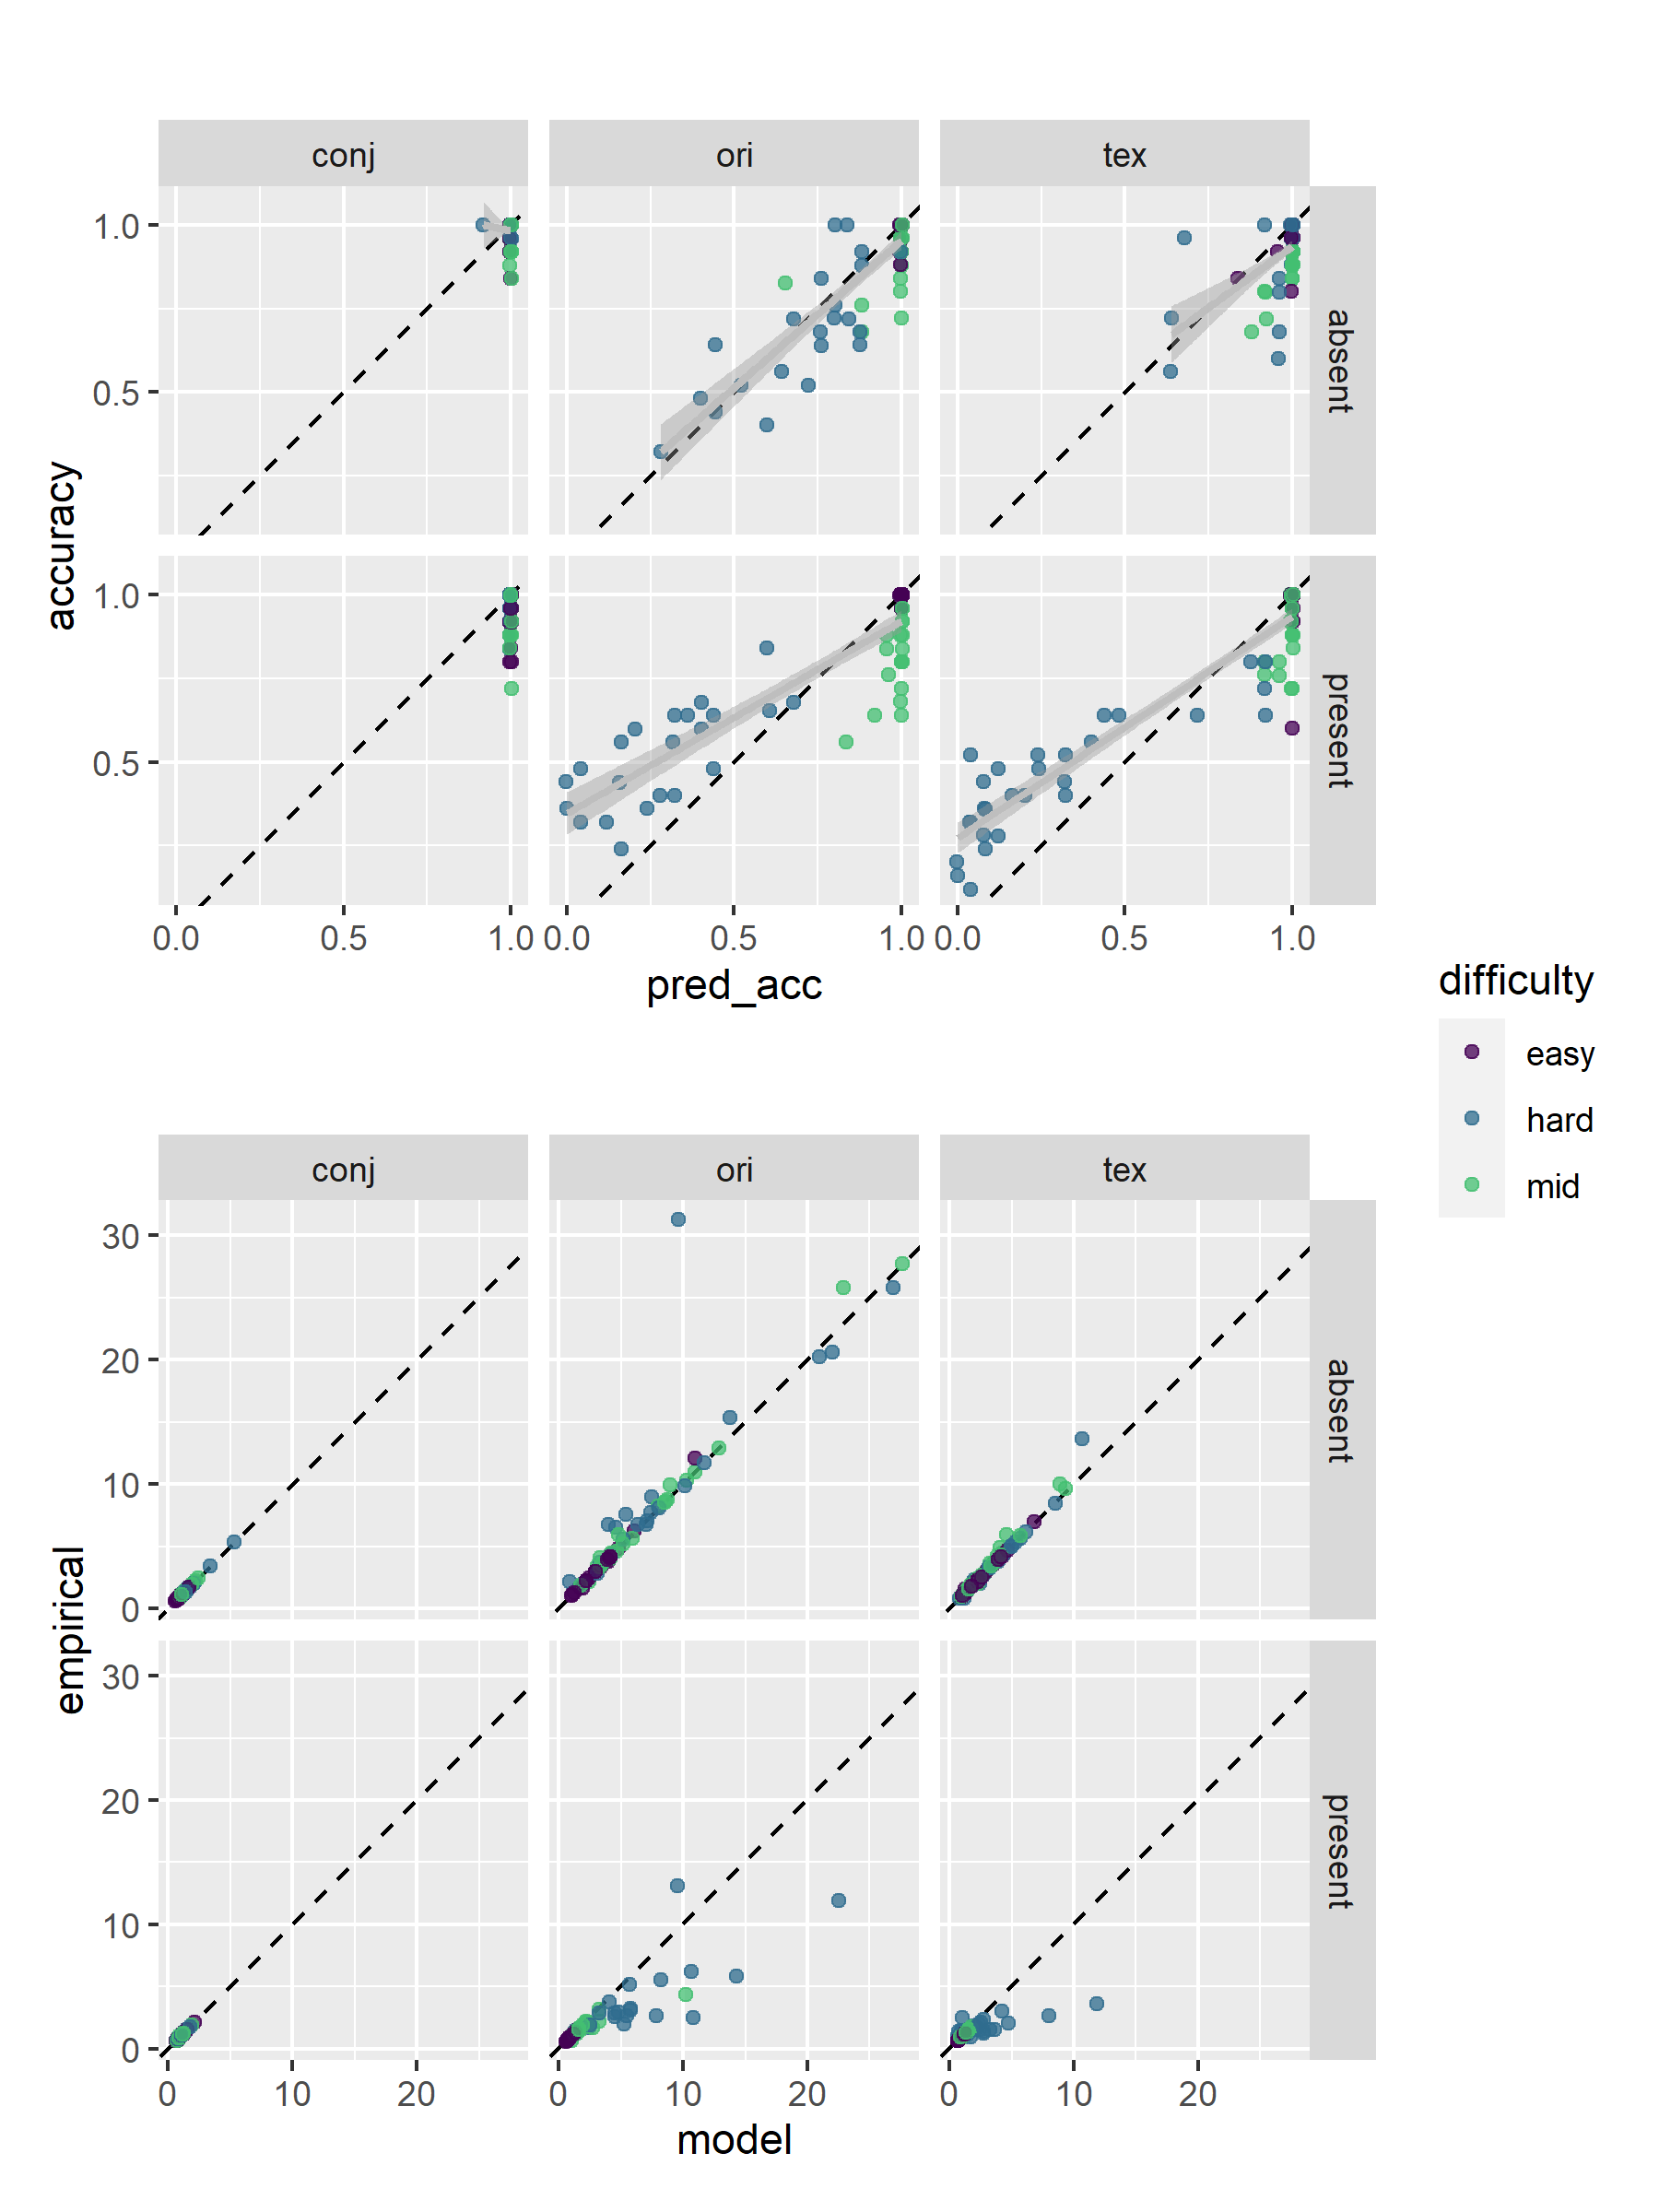 conj ori tex
1.0
0.5
absent
accuracy
1.0
0.5
present
0.0 0.5 1.0 0.0 0.5 1.0 0.0 0.5 1.0
pred_acc
difficulty
easy
hard
mid
conj ori tex
30
20
10
0
absent
empirical
30
20
10
0
present
0 10 20 0 10 20 0 10 20
model